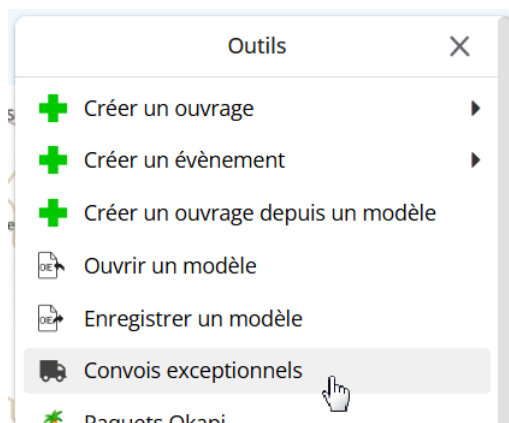 Outils
Créer un ouvrage
Créer un évènement
Créer un ouvrage depuis un modèle
Ouvrir un modèle
Enregistrer un modèle
Convois exceptionnels
Paquets Okapi